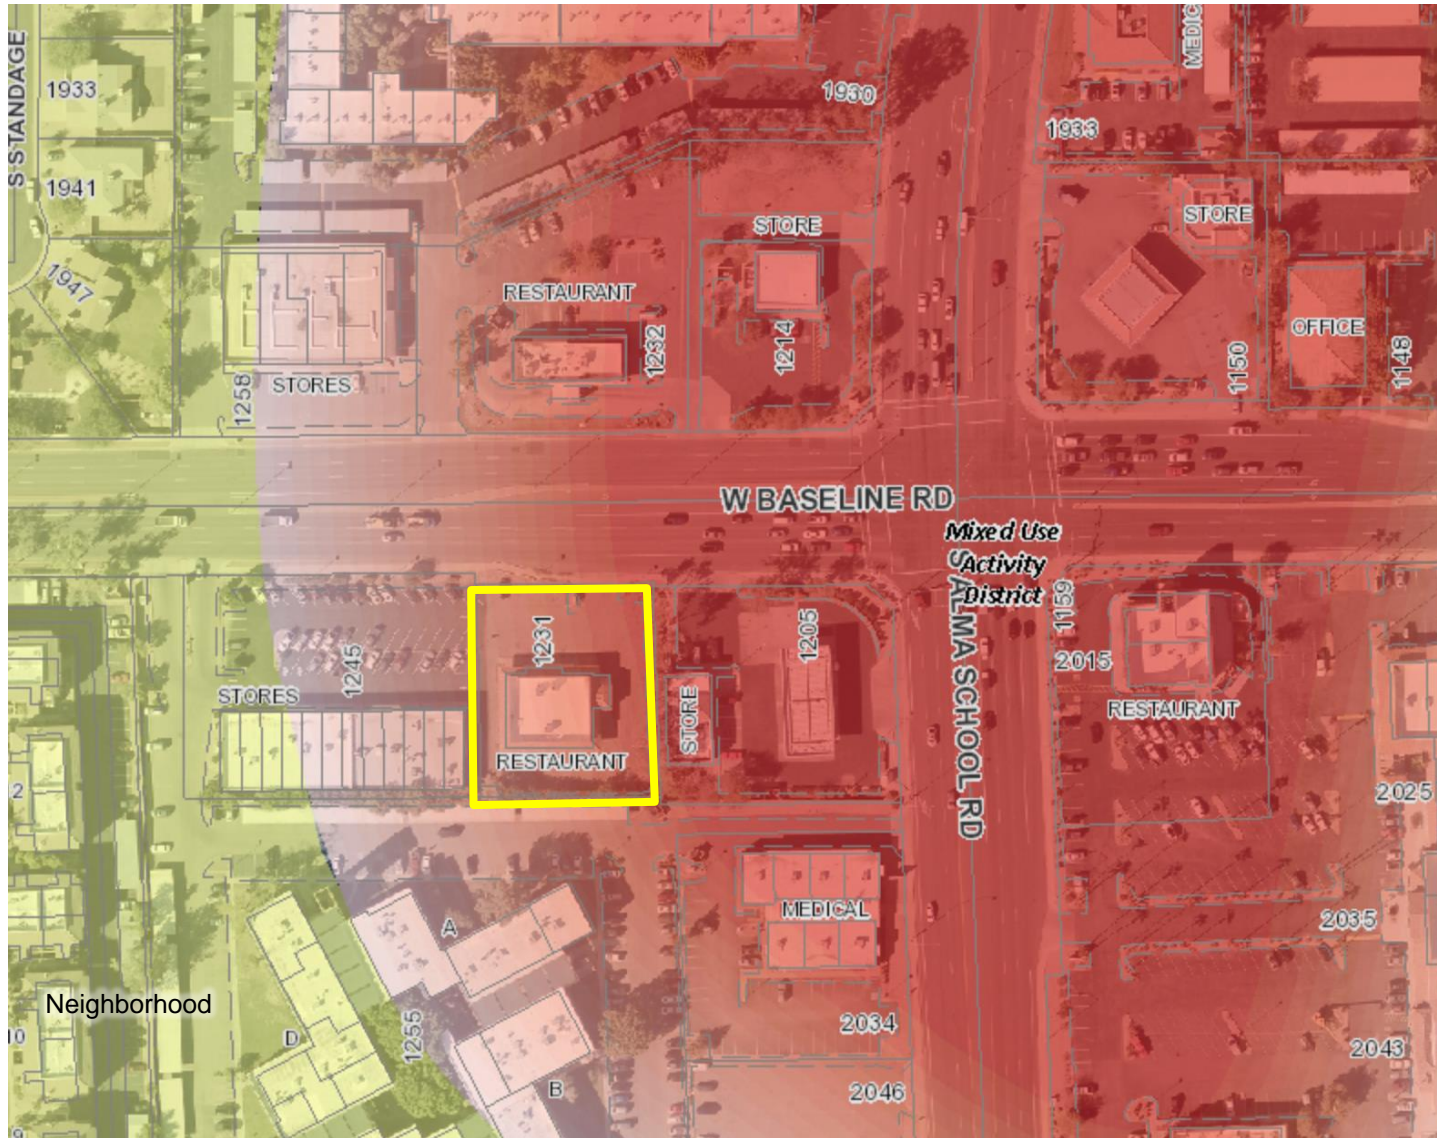 S STANDAGE
1933
1941
1947
1930
MEDIC
1933
STORE
STORE
RESTAURANT
1232
1214
1150
OFFICE
1148
1258
STORES
W BASELINE RD
Mixed Use
Activity
District
S ALMA SCHOOL RD
1159
2015
1231
1205
1245
STORES
STORE
RESTAURANT
RESTAURANT
2
2025
MEDICAL
A
2035
Neighborhood
10
D
1255
2034
2043
B
2046